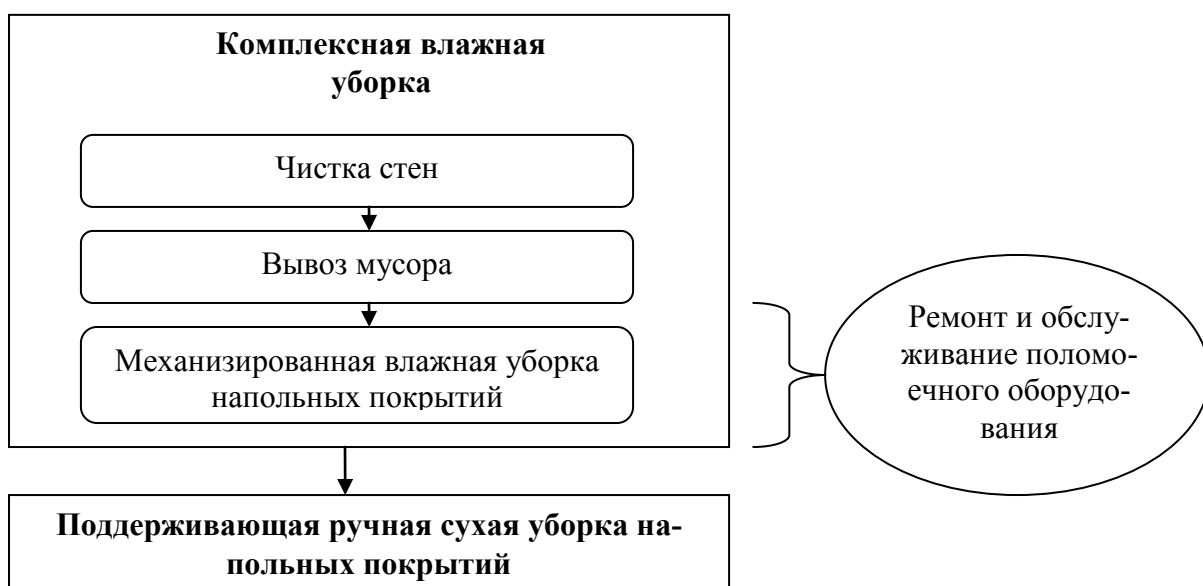 Комплексная влажная
уборка
Чистка стен
Вывоз мусора
Механизированная влажная уборка
напольных покрытий
Ремонт и обслу-
живание поломо-
ечного оборудо-
вания
Поддерживающая ручная сухая уборка на-
польных покрытий